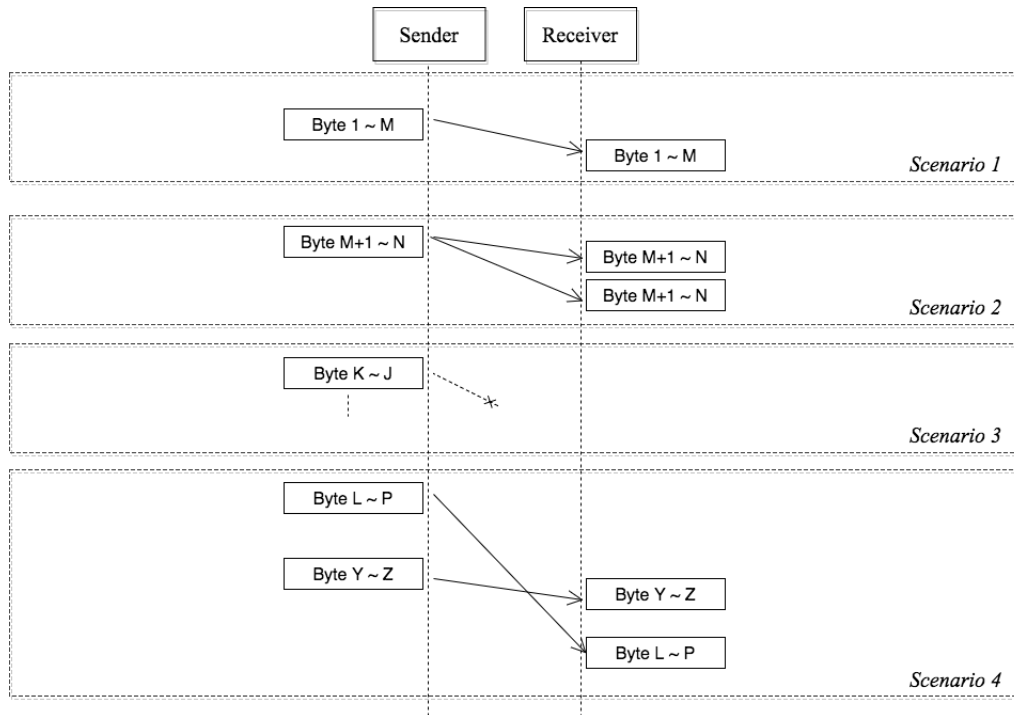 Sender
Receiver
Byte 1 ~ M
Byte 1 ~ M
Scenario 1
Byte M+1 ~ N
Byte M+1 ~ N
Byte M+1 ~ N
Scenario 2
Byte K ~ J
Scenario 3
Byte L ~ P
Byte Y ~ Z
Byte Y ~ Z
Byte L ~ P
Scenario 4